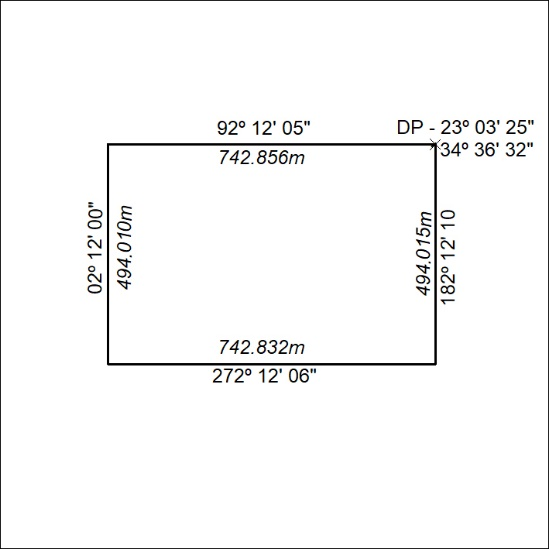 92º 12' 05"
DP - 23º 03' 25"
34º 36' 32"
742.856m
02º 12' 00"
494.010m
494.015m
182º 12' 10
742.832m
272º 12' 06"